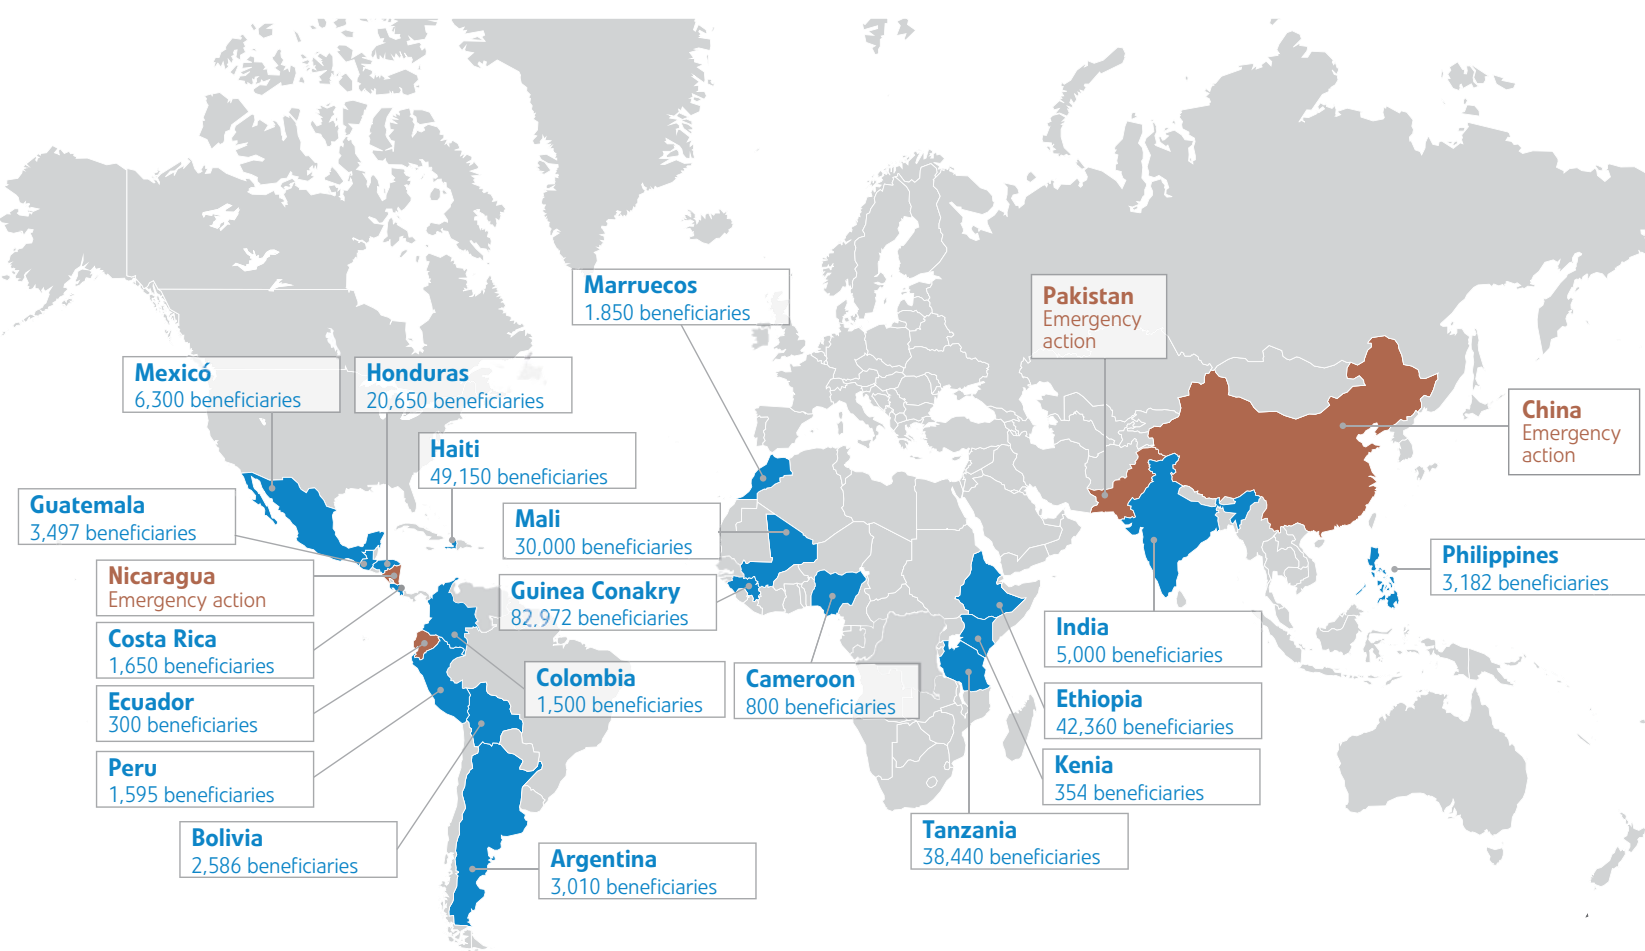 Marruecos
1.850 beneficiaries
Pakistan
Emergency
action
Mexicó
6,300 beneficiaries
Honduras
20,650 beneficiaries
China
Emergency
action
Haiti
49,150 beneficiaries
Guatemala
3,497 beneficiaries
Mali
30,000 beneficiaries
Philippines
3,182 beneficiaries
Nicaragua
Emergency action
Guinea Conakry
82,972 beneficiaries
India
5,000 beneficiaries
Costa Rica
1,650 beneficiaries
Colombia
1,500 beneficiaries
Cameroon
800 beneficiaries
Ecuador
300 beneficiaries
Ethiopia
42,360 beneficiaries
Peru
1,595 beneficiaries
Kenia
354 beneficiaries
Bolivia
2,586 beneficiaries
Tanzania
38,440 beneficiaries
Argentina
3,010 beneficiaries